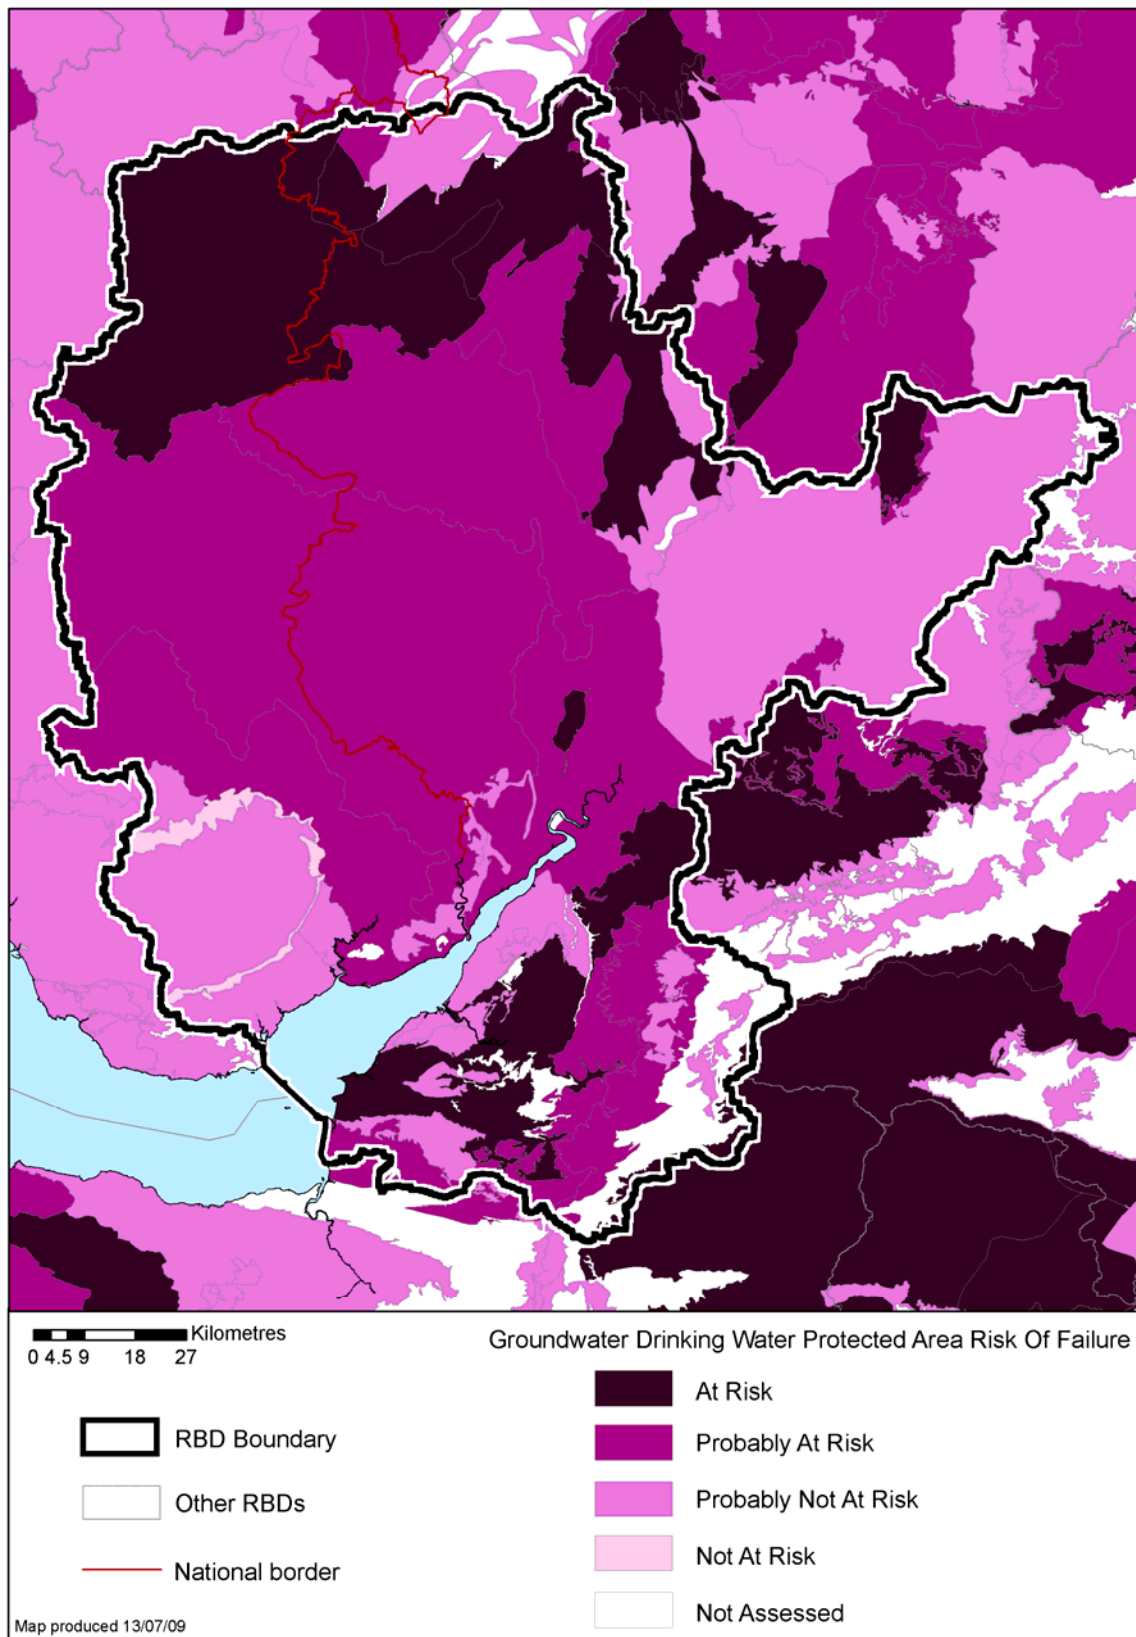 Kilometres
0 4.5 9 18 27
Groundwater Drinking Water Protected Area Risk Of Failure
At Risk
RBD Boundary
Probably At Risk
Other RBDs
Probably Not At Risk
National border
Not At Risk
Not Assessed
Map produced 13/07/09